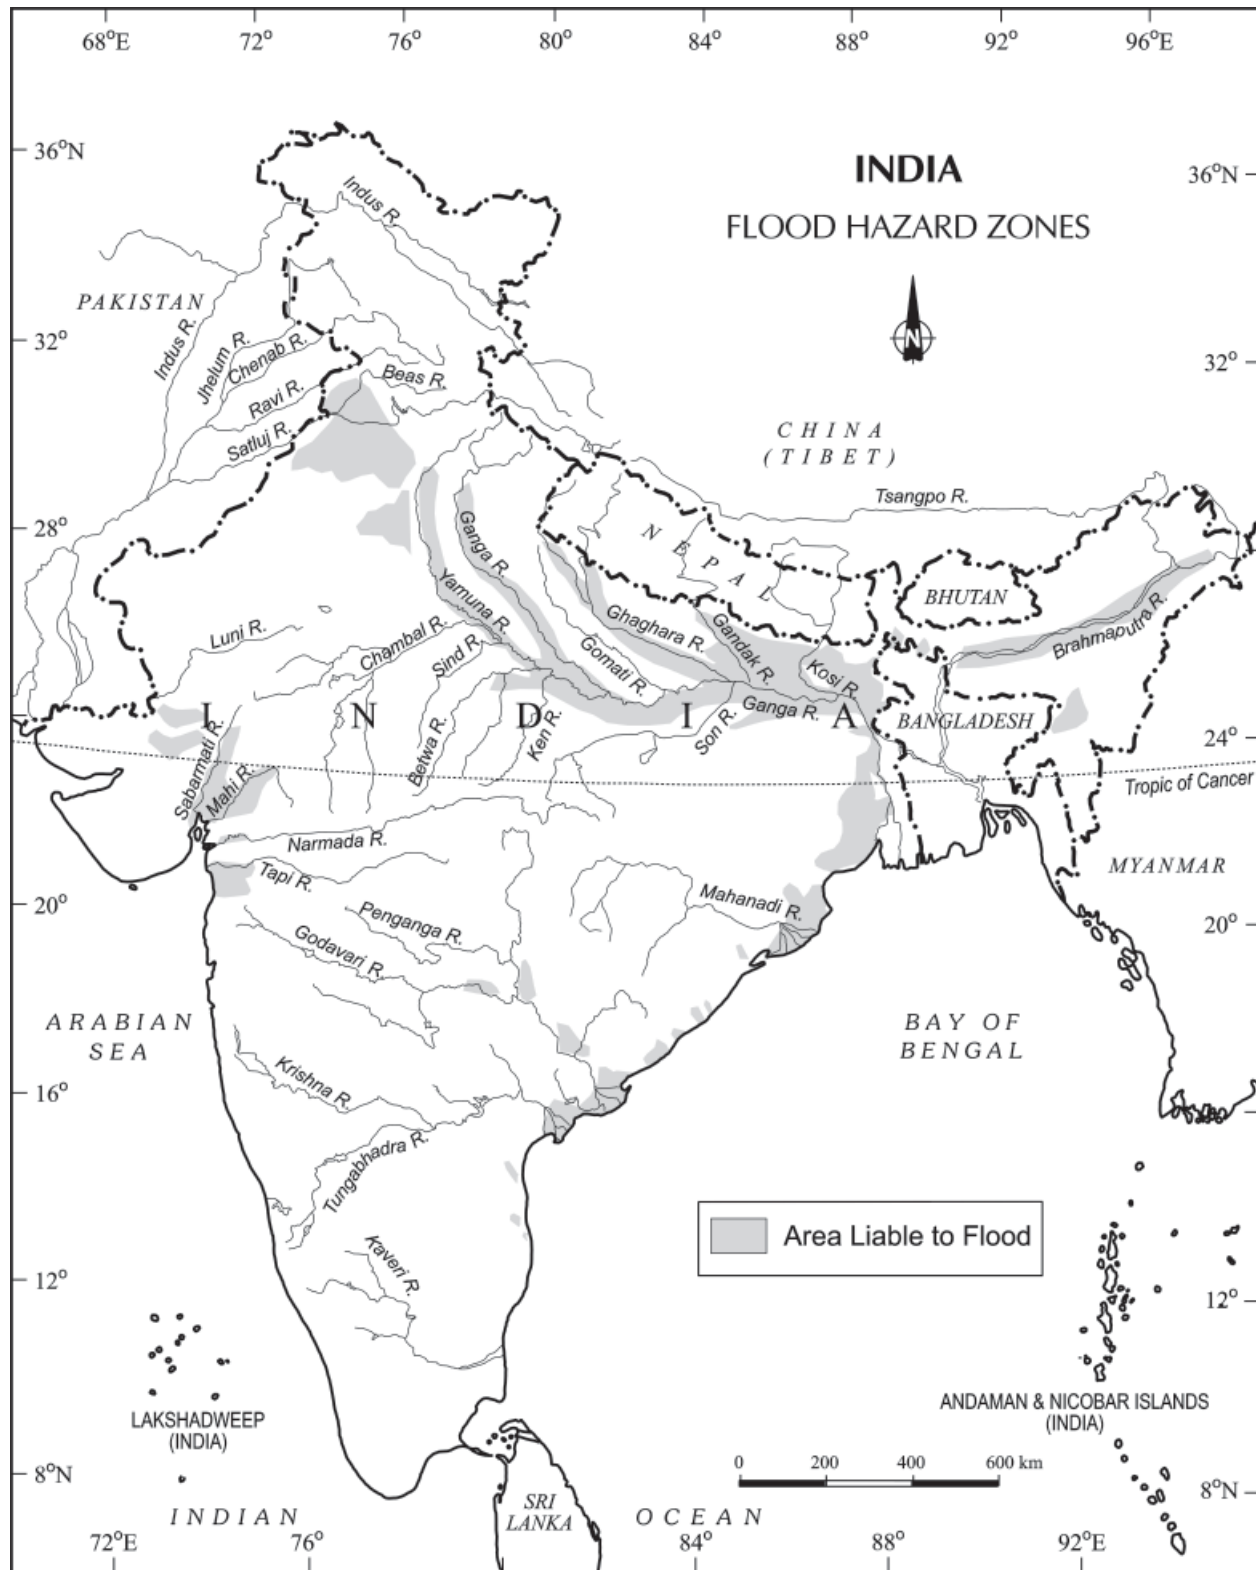 68°E 72° 76° 80° 84° 88° 92° 96°E
36°N
INDIA
36°N
FLOOD HAZARD ZONES
Indus R.
PAKISTAN
N
32°
Indus R.
Jhelum R.
Chenab R.
32°
Beas R.
Ravi R.
Satluj R.
CHINA
(TIBET)
Tsangpo R.
28°
Ganga R.
NEPAL
Yamuna R.
BHUTAN
Brahmaputra R.
Luni R.
Chambal R.
Sind R.
Ghaghara R.
Gomati R.
Gandak R.
Kosi R.
INDIA
Ganga R.
Son R.
BANGLADESH
Betwa R.
Ken R.
24°
Sabarmati R.
Mahi R.
Tropic of Cancer
Narmada R.
Tapi R.
MYANMAR
20°
Mahanadi R.
20°
Penganga R.
Godavari R.
ARABIAN
SEA
BAY OF
BENGAL
Krishna R.
16°
Tungabhadra R.
Area Liable to Flood
Kaveri R.
12°
12°
LAKSHADWEEP
(INDIA)
ANDAMAN & NICOBAR ISLANDS
(INDIA)
0 200 400 600 km
8°N
8°N
SRI
LANKA
INDIAN OCEAN
72°E 76° 84° 88° 92°E